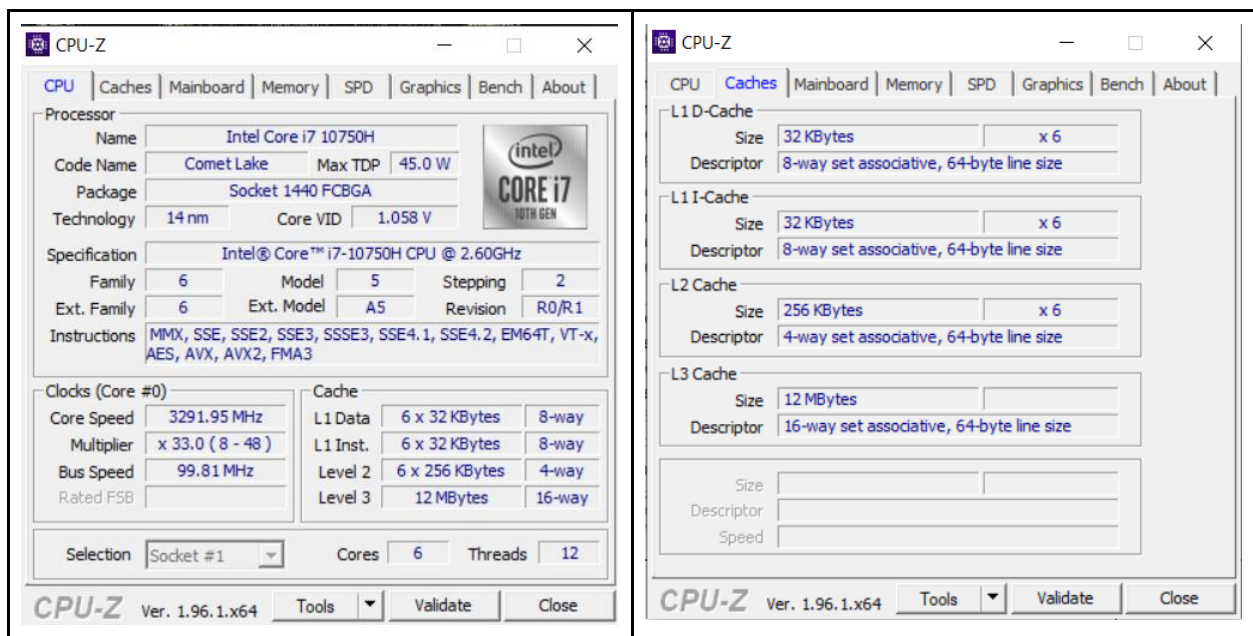 CPU-Z
CPU Caches Mainboard Memory SPD Graphics Bench About
Processor
Name Intel Core i7 10750H
Code Name Comet Lake Max TDP 45.0 W
Package Socket 1440 FCBGA
Technology 14 nm Core VID 1.058 V
intel
CORE i7
10TH GEN
Specification Intel® Core™ i7-10750H CPU @ 2.60GHz
Family 6 Model 5 Stepping 2
Ext. Family 6 Ext. Model A5 Revision R0/R1
Instructions MMX, SSE, SSE2, SSE3, SSSE3, SSE4.1, SSE4.2, EM64T, VT-x,
AES, AVX, AVX2, FMA3
Clocks (Core #0)
Core Speed 3291.95 MHz
Multiplier x 33.0 ( 8 - 48 )
Bus Speed 99.81 MHz
Rated FSB
Cache
L1 Data 6 x 32 KBytes 8-way
L1 Inst. 6 x 32 KBytes 8-way
Level 2 6 x 256 KBytes 4-way
Level 3 12 MBytes 16-way
Selection Socket #1 Cores 6 Threads 12
CPU-Z Ver. 1.96.1.x64 Tools Validate Close
CPU-Z
CPU Caches Mainboard Memory SPD Graphics Bench About
L1 D-Cache
Size 32 KBytes x 6
Descriptor 8-way set associative, 64-byte line size
L1 I-Cache
Size 32 KBytes x 6
Descriptor 8-way set associative, 64-byte line size
L2 Cache
Size 256 KBytes x 6
Descriptor 4-way set associative, 64-byte line size
L3 Cache
Size 12 MBytes
Descriptor 16-way set associative, 64-byte line size
Size
Descriptor
Speed
CPU-Z Ver. 1.96.1.x64 Tools Validate Close